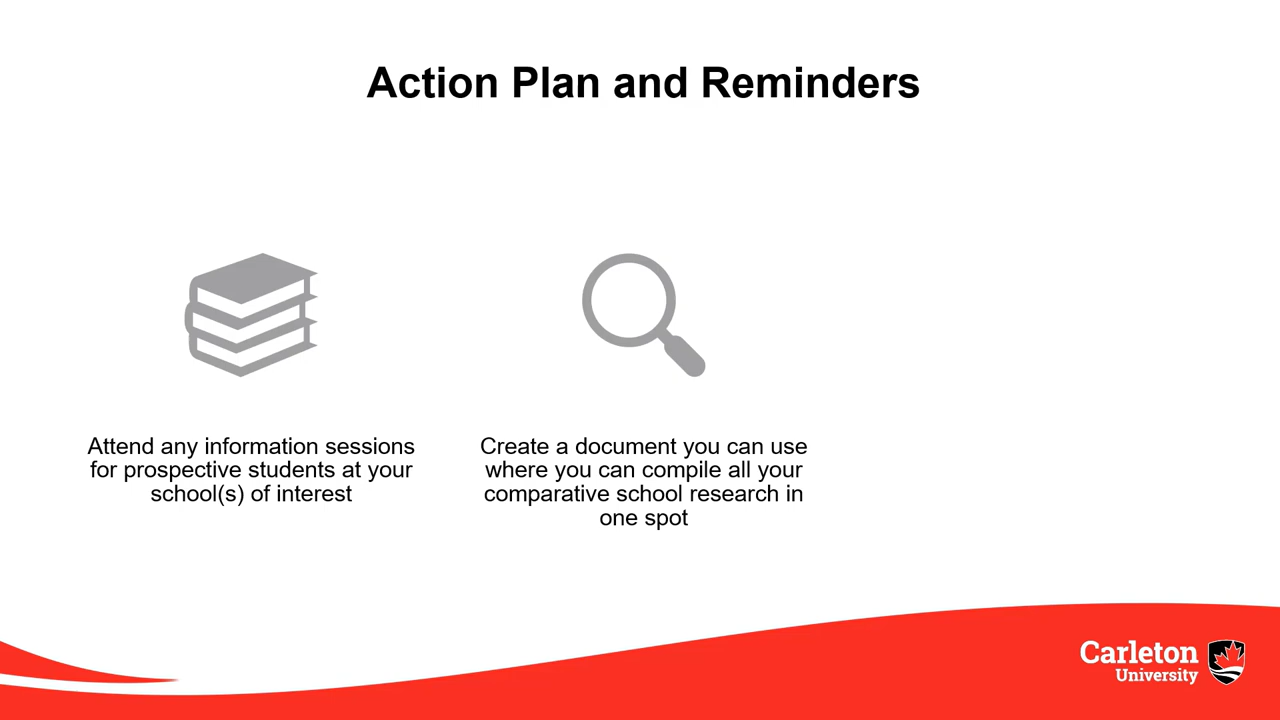 Action Plan and Reminders
Attend any information sessions
for prospective students at your
school(s) of interest
Create a document you can use
where you can compile all your
comparative school research in
one spot
Carleton
University